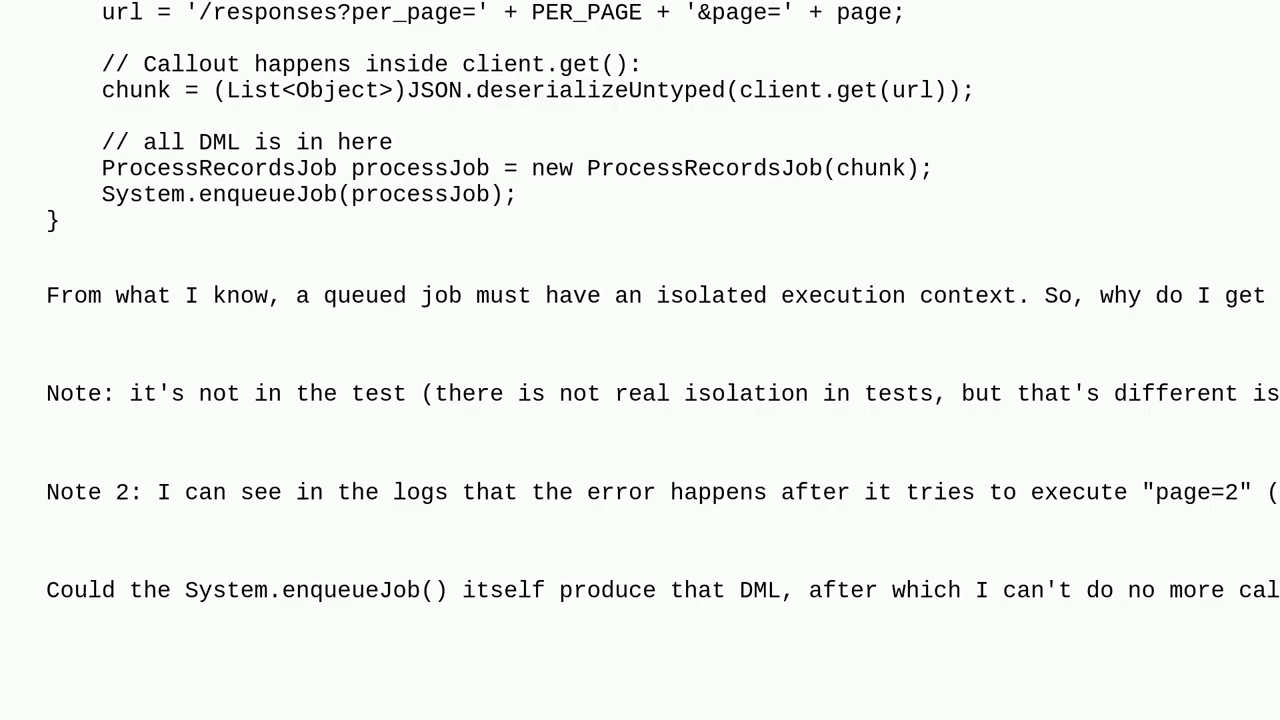 url = '/responses?per_page=' + PER_PAGE + '&page=' + page;
// Callout happens inside client.get():
chunk = (List<Object>)JSON.deserializeUntyped(client.get(url));
// all DML is in here
ProcessRecordsJob processJob = new ProcessRecordsJob(chunk);
System.enqueueJob(processJob);
}
From what I know, a queued job must have an isolated execution context. So, why do I get
Note: it's not in the test (there is not real isolation in tests, but that's different is
Note 2: I can see in the logs that the error happens after it tries to execute "page=2" (
Could the System.enqueueJob() itself produce that DML, after which I can't do no more cal